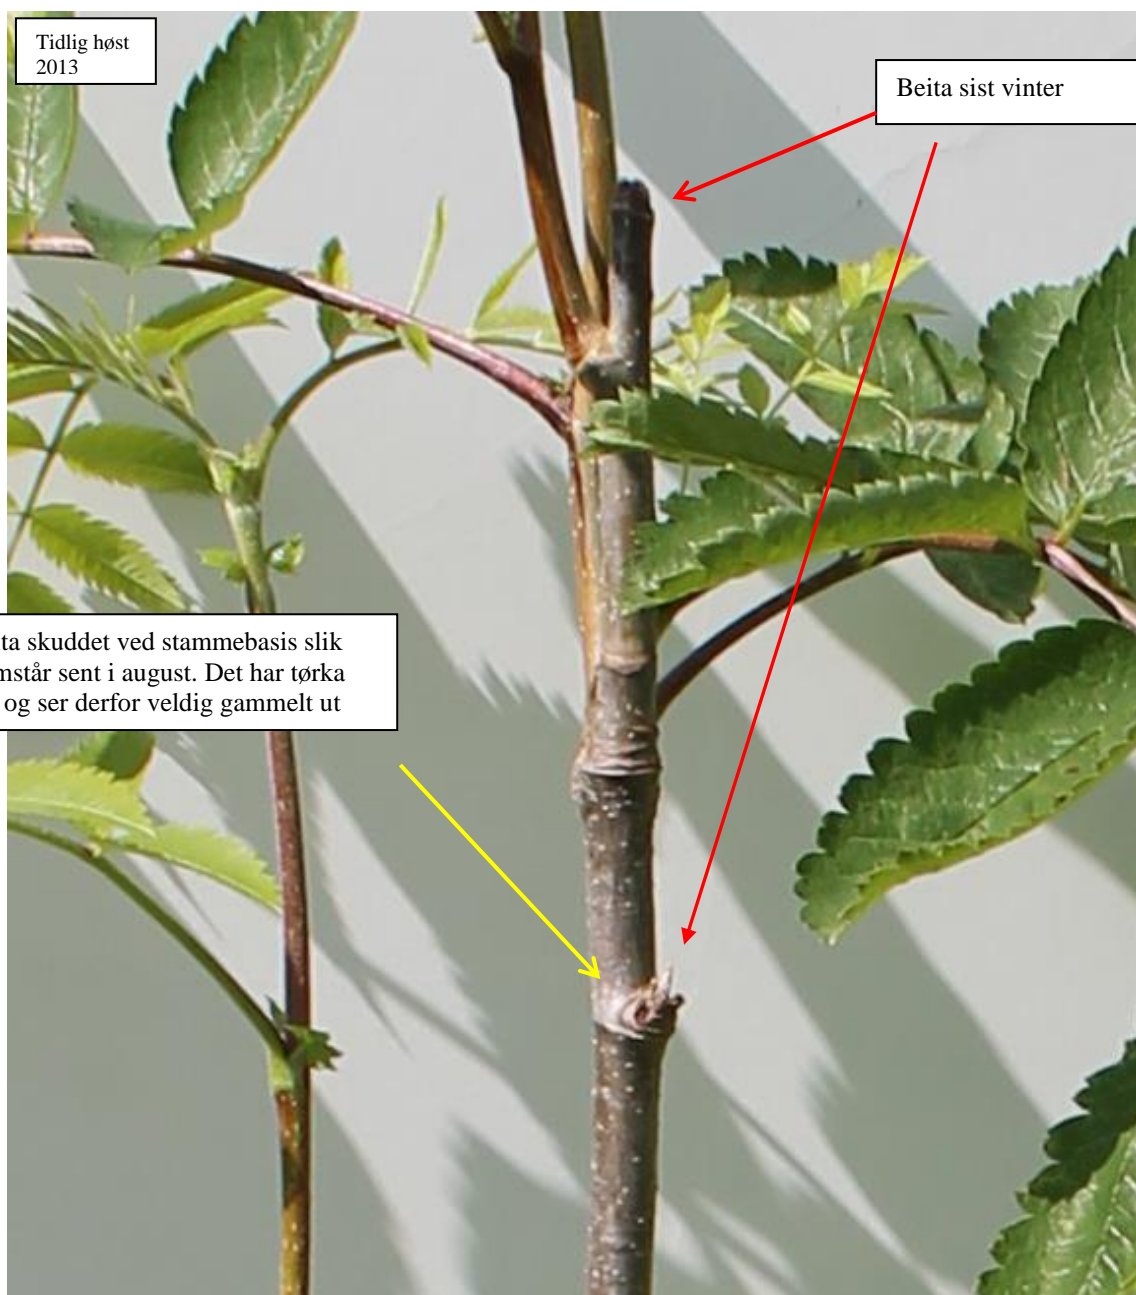 Tidlig høst
2013
Beita sist vinter
ta skuddet ved stammebasis slik
nstår sent i august. Det har tørka
og ser derfor veldig gammelt ut